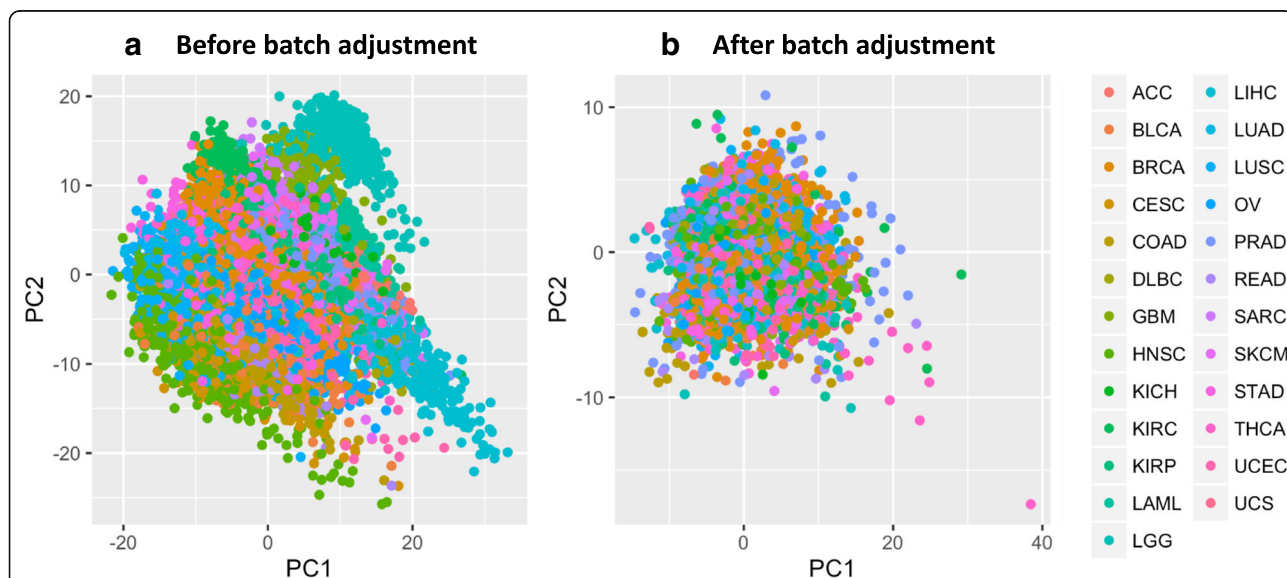 a Before batch adjustment
b After batch adjustment
PC2
20
10
0
-10
-20
-20
0
20
PC1
PC2
10
0
-10
0
20
40
PC1
ACC
BLCA
BRCA
CESC
COAD
DLBC
GBM
HNSC
KICH
KIRC
KIRP
LAML
LGG
LIHC
LUAD
LUSC
OV
PRAD
READ
SARC
SKCM
STAD
THCA
UCEC
UCS